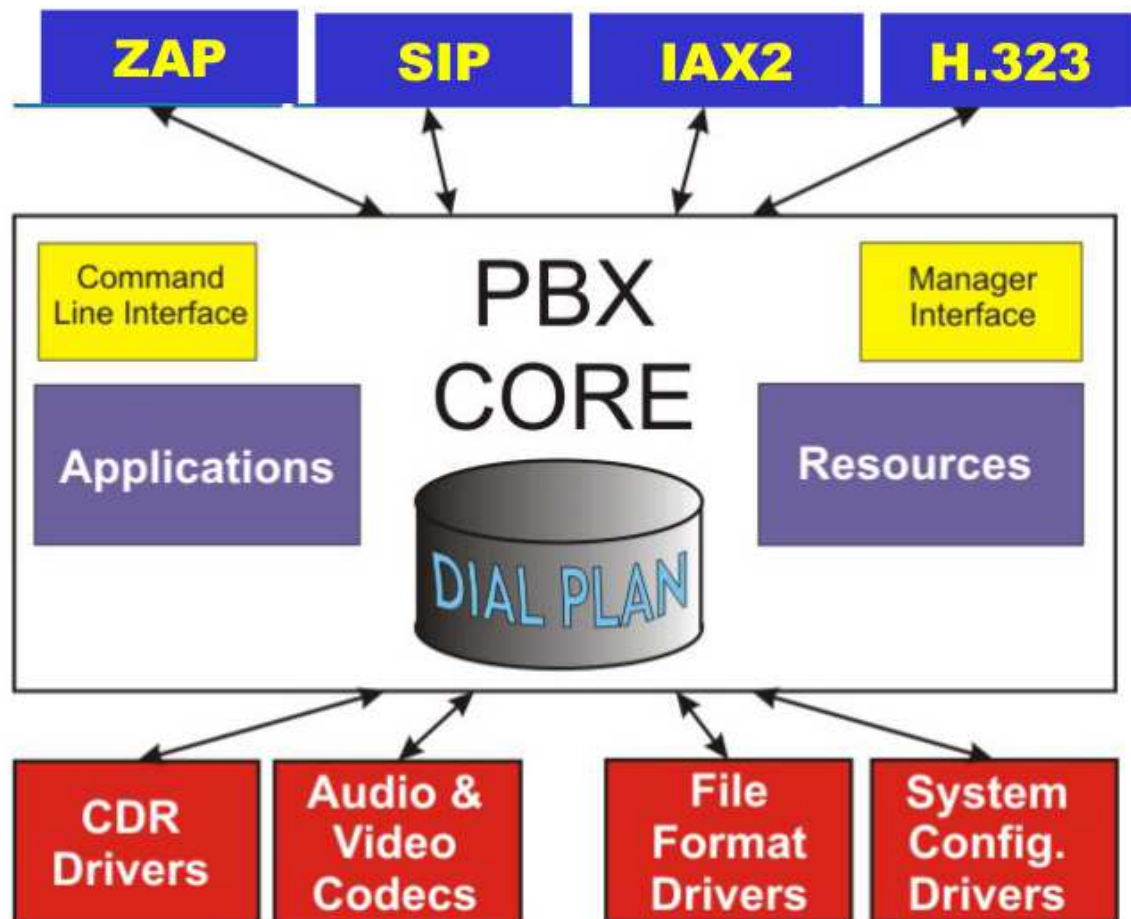 ZAP
SIP
IAX2
H.323
Command
Line Interface
PBX
CORE
Manager
Interface
Applications
Resources
DIAL PLAN
CDR
Drivers
Audio &
Video
Codecs
File
Format
Drivers
System
Config.
Drivers